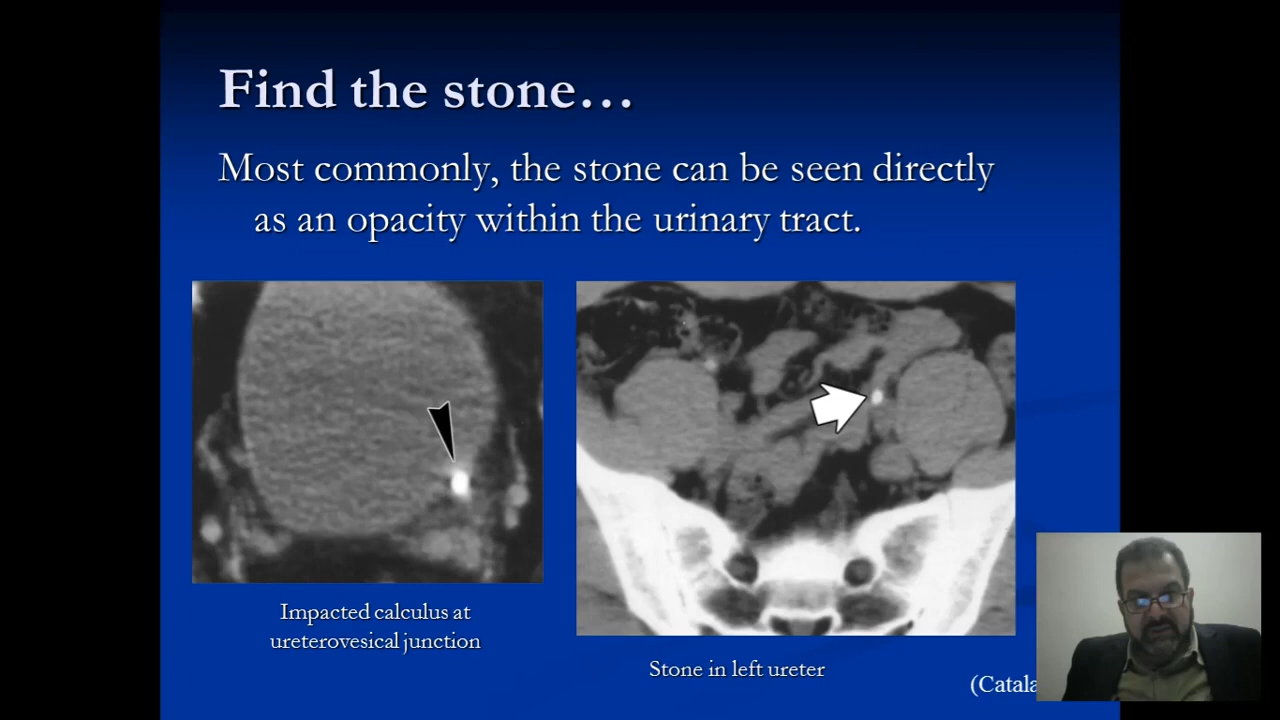 Find the stone…
Most commonly, the stone can be seen directly
as an opacity within the urinary tract.
Impacted calculus at
ureterovesical junction
Stone in left ureter